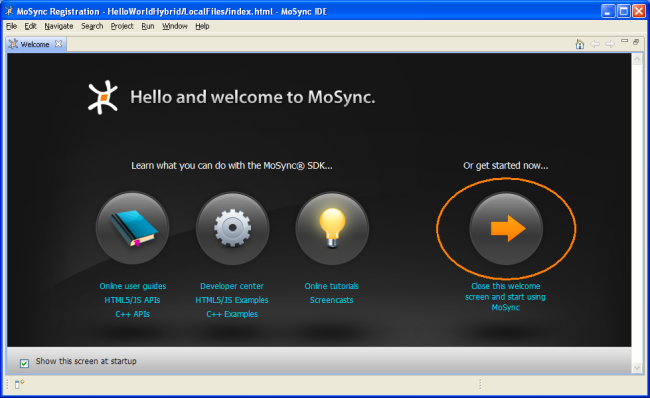 MoSync Registration - HelloWorldHybrid/LocalFiles/index.html - MoSync IDE
File Edit Navigate Search Project Run Window Help
Welcome
Hello and welcome to MoSync.
Learn what you can do with the MoSync® SDK...
Or get started now...
Online user guides
HTML5/JS APIs
C++ APIs
Developer center
HTML5/JS Examples
C++ Examples
Online tutorials
Screencasts
Close this welcome
screen and start using
MoSync
Show this screen at startup